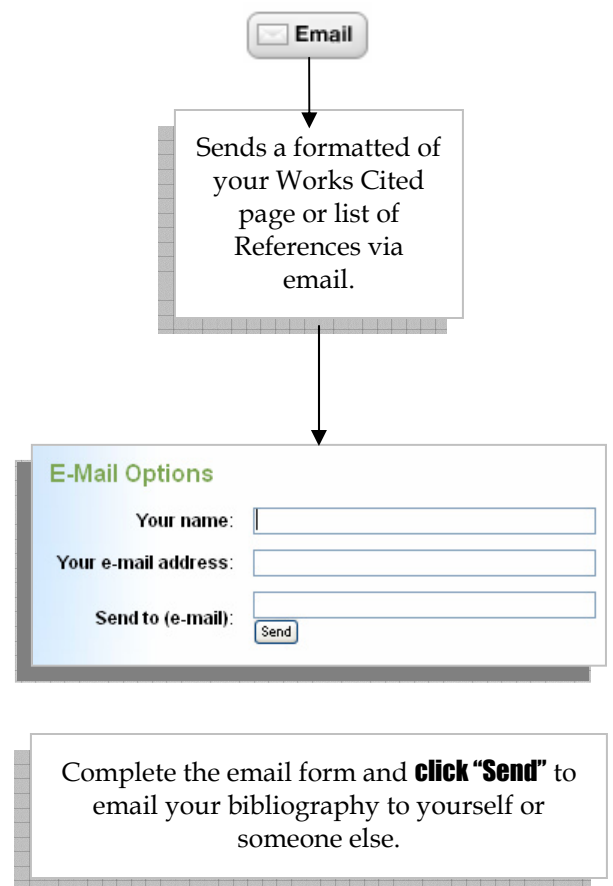 Email
Sends a formatted of
your Works Cited
page or list of
References via
email.
E-Mail Options
Your name:
Your e-mail address:
Send to (e-mail):
Send
Complete the email form and click “Send” to
email your bibliography to yourself or
someone else.